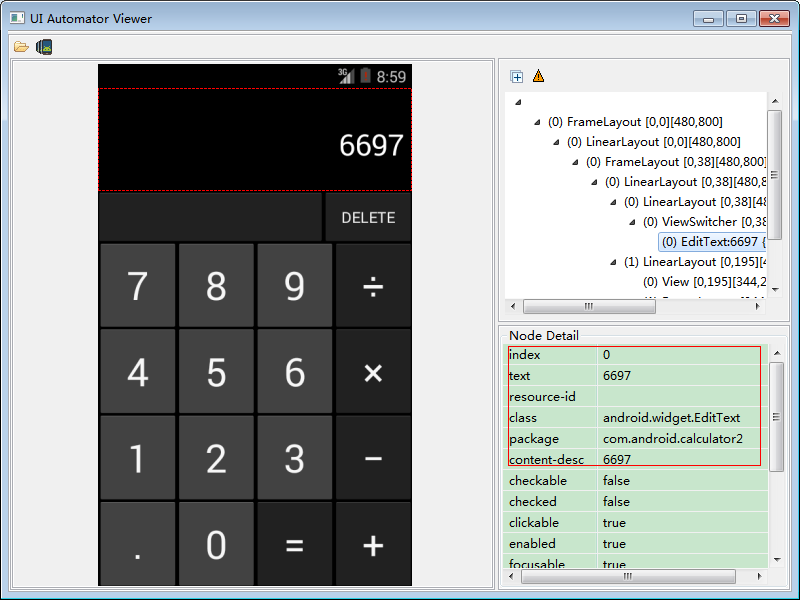 UI Automator Viewer
3G 8:59
6697
DELETE
7 8 9 ÷
4 5 6 ×
1 2 3 −
. 0 = +
(0) FrameLayout [0,0][480,800]
(0) LinearLayout [0,0][480,800]
(0) FrameLayout [0,38][480,800]
(0) LinearLayout [0,38][480,8
(0) LinearLayout [0,38][48
(0) ViewSwitcher [0,38
(0) EditText:6697 {
(1) LinearLayout [0,195][4
(0) View [0,195][344,2
Node Detail
index 0
text 6697
resource-id
class android.widget.EditText
package com.android.calculator2
content-desc 6697
checkable false
checked false
clickable true
enabled true
focusable true